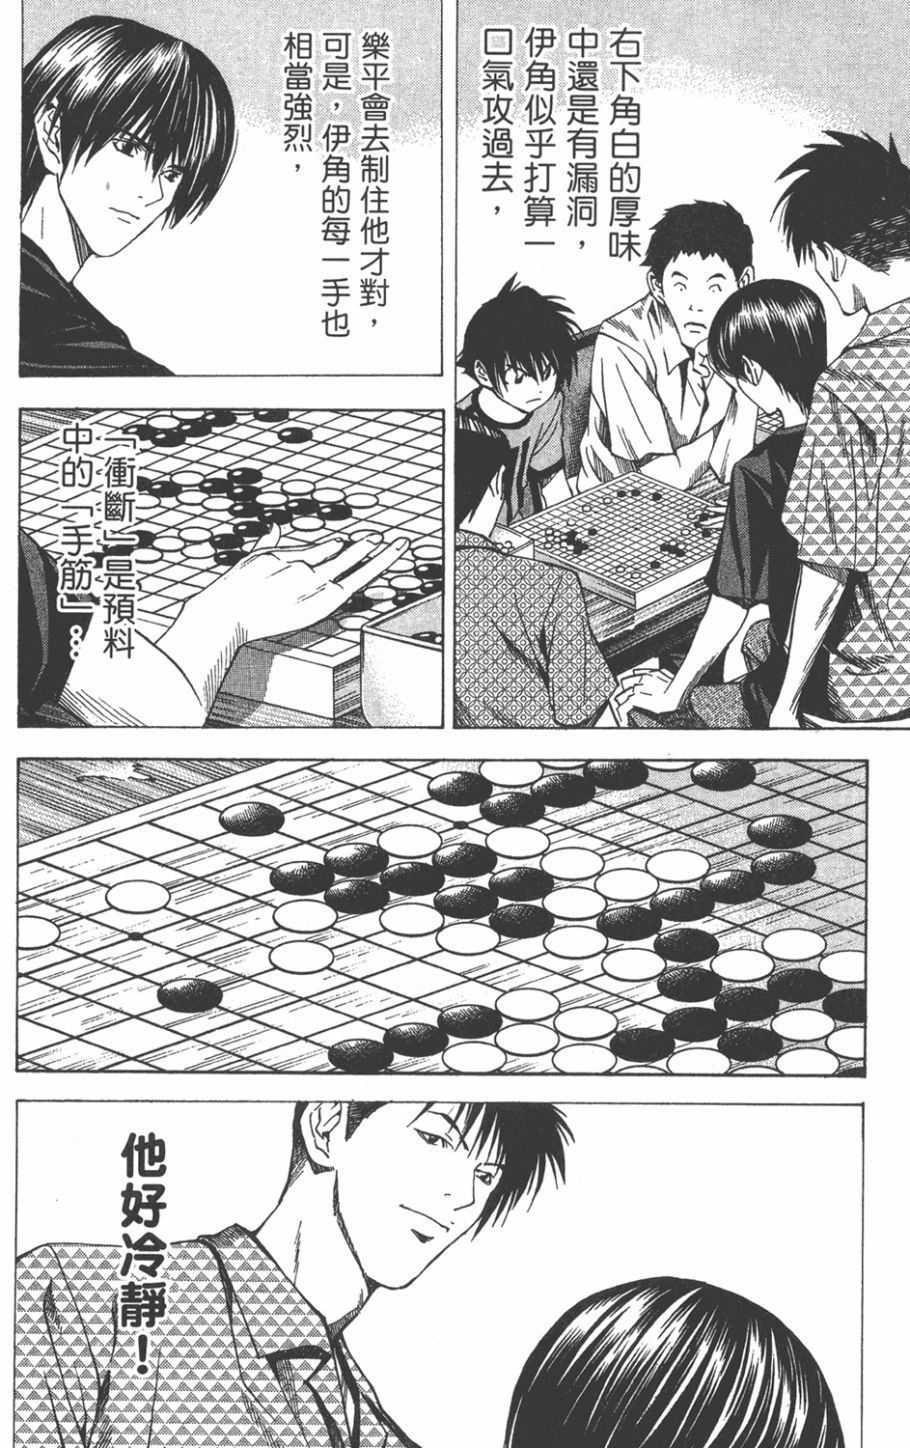 右下角白的厚味
中還是有漏洞，
伊角似乎打算一
口氣攻過去，
樂平會去制住他才對，
可是，伊角的每一手也
相當強烈，
「衝斷」是預料
中的「手筋」…
他好冷靜！